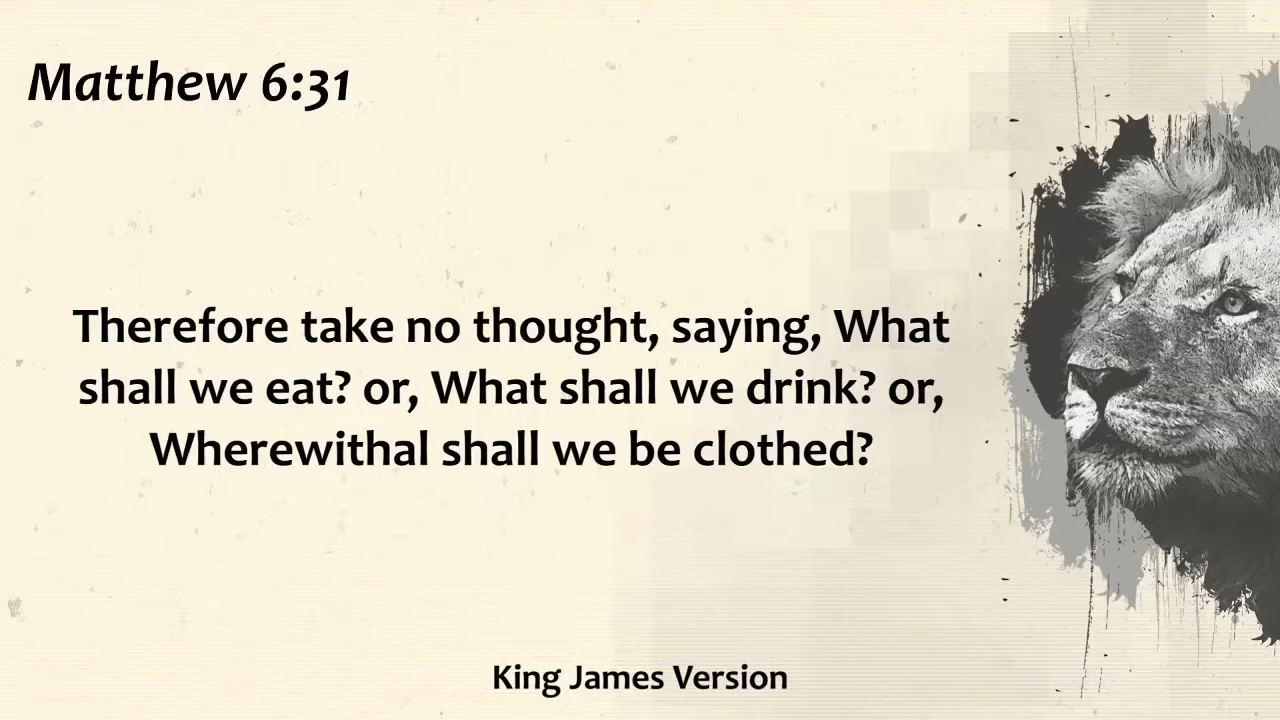 Matthew 6:31
Therefore take no thought, saying, What
shall we eat? or, What shall we drink? or,
Wherewithal shall we be clothed?
King James Version